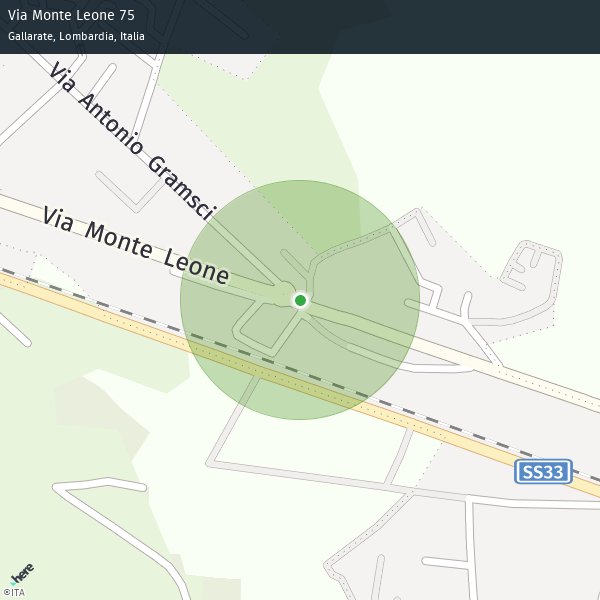 Via Monte Leone 75
Gallarate, Lombardia, Italia
Via Antonio Gramsci
Via Monte Leone
SS33
here
©ITA